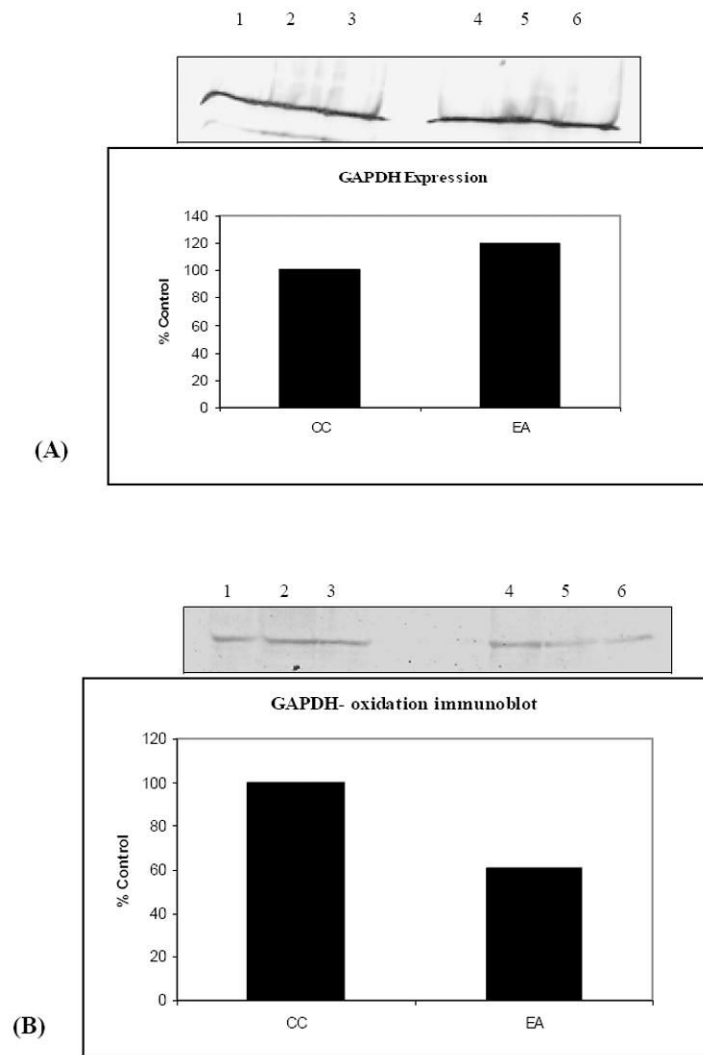 1 2 3 4 5 6
GAPDH Expression
140
120
100
80
60
40
20
0
% Control
CC EA
(A)
1 2 3 4 5 6
GAPDH- oxidation immunoblot
120
100
80
60
40
20
0
% Control
CC EA
(B)